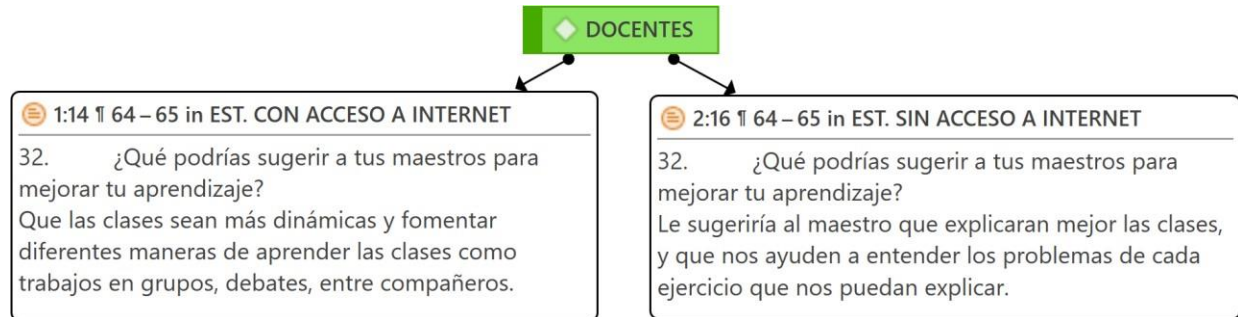 DOCENTES
1:14 ¶ 64 – 65 in EST. CON ACCESO A INTERNET
32. ¿Qué podrías sugerir a tus maestros para
mejorar tu aprendizaje?
Que las clases sean más dinámicas y fomentar
diferentes maneras de aprender las clases como
trabajos en grupos, debates, entre compañeros.
2:16 ¶ 64 – 65 in EST. SIN ACCESO A INTERNET
32. ¿Qué podrías sugerir a tus maestros para
mejorar tu aprendizaje?
Le sugeriría al maestro que explicaran mejor las clases,
y que nos ayuden a entender los problemas de cada
ejercicio que nos puedan explicar.